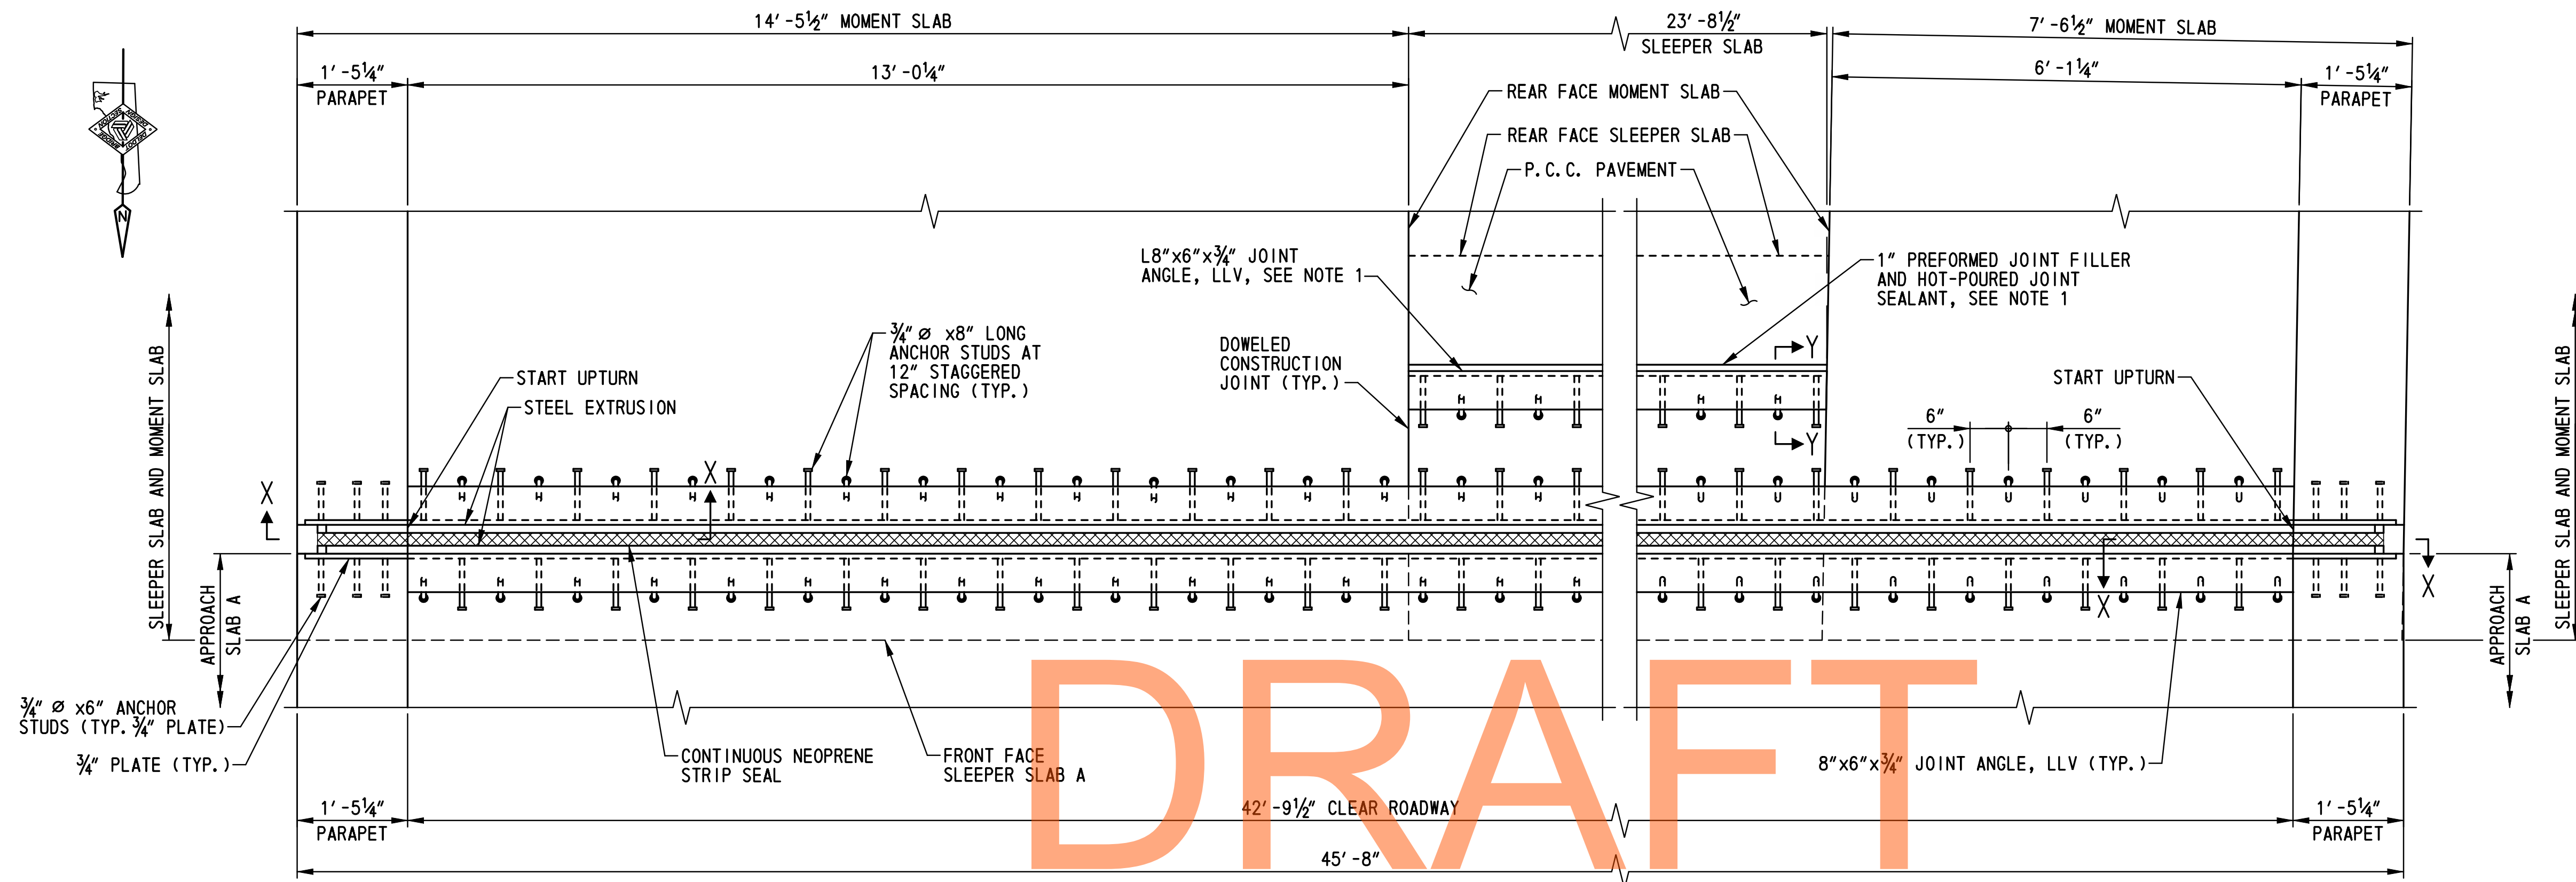 14'-5½" MOMENT SLAB
23'-8½"
SLEEPER SLAB
7'-6½" MOMENT SLAB
1'-5¼"
PARAPET
13'-0¼"
6'-1¼"
1'-5¼"
PARAPET
REAR FACE MOMENT SLAB
REAR FACE SLEEPER SLAB
P.C.C. PAVEMENT
N
L8"x6"x¾" JOINT
ANGLE, LLV, SEE NOTE 1
1" PREFORMED JOINT FILLER
AND HOT-POURED JOINT
SEALANT, SEE NOTE 1
¾" ⌀ x8" LONG
ANCHOR STUDS AT
12" STAGGERED
SPACING (TYP.)
DOWELED
CONSTRUCTION
JOINT (TYP.)
Y
Y
START UPTURN
STEEL EXTRUSION
START UPTURN
6"
(TYP.)
6"
(TYP.)
SLEEPER SLAB AND MOMENT SLAB
SLEEPER SLAB AND MOMENT SLAB
X
X
X
X
APPROACH
SLAB A
APPROACH
SLAB A
¾" ⌀ x6" ANCHOR
STUDS (TYP. ¾" PLATE)
¾" PLATE (TYP.)
CONTINUOUS NEOPRENE
STRIP SEAL
FRONT FACE
SLEEPER SLAB A
8"x6"x¾" JOINT ANGLE, LLV (TYP.)
DRAFT
1'-5¼"
PARAPET
42'-9½" CLEAR ROADWAY
1'-5¼"
PARAPET
45'-8"